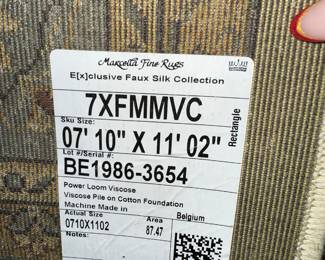 Marcella Fine Rugs
E[x]clusive Faux Silk Collection
7XFMMVC
Sku Size:
07' 10" X 11' 02"
Rectangle
Lot #/Serial #:
BE1986-3654
Power Loom Viscose
Viscose Pile on Cotton Foundation
Machine Made in Belgium
Actual Size Area
0710X1102 87.47
Notes: